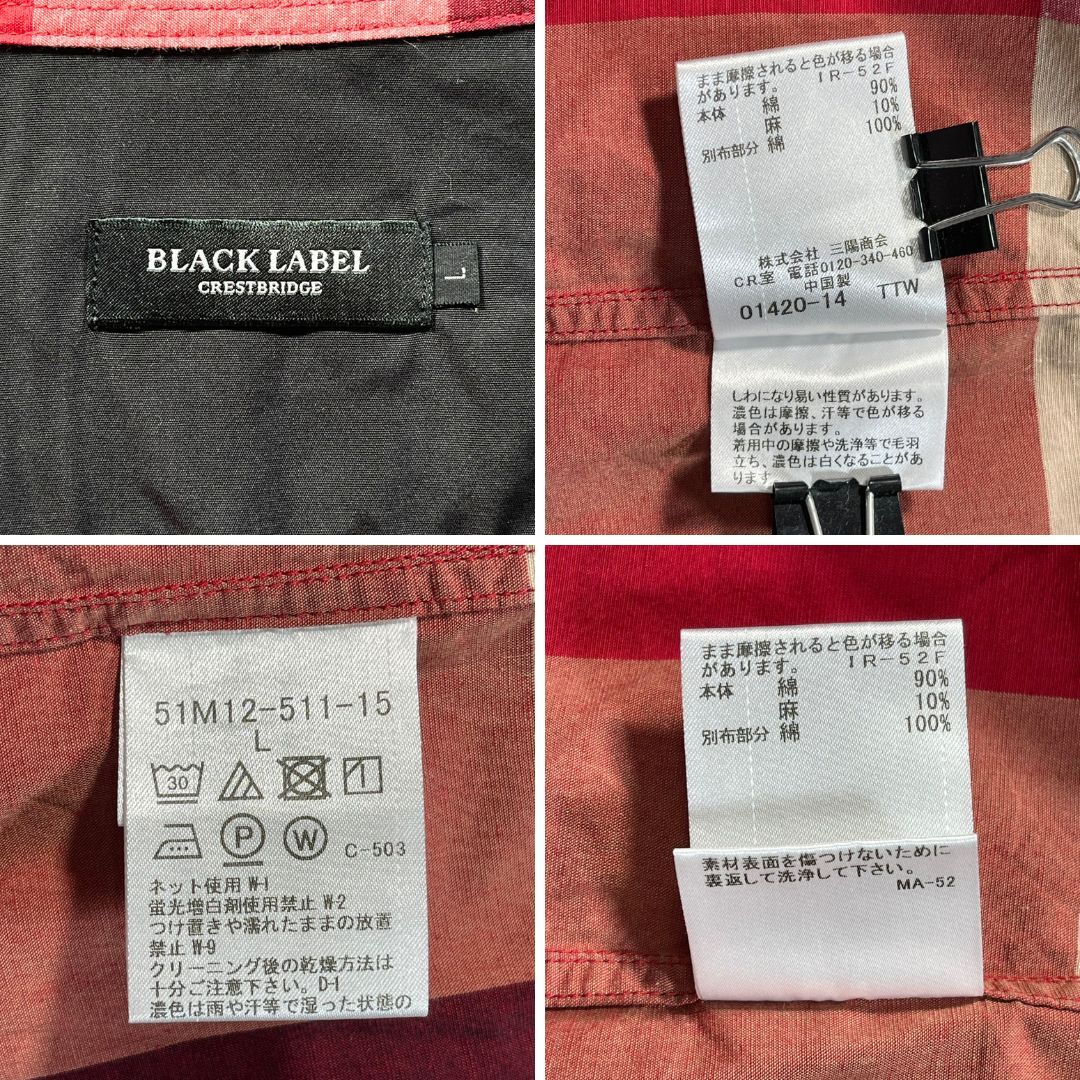 BLACK LABEL
CRESTBRIDGE
L
まま摩擦されると色が移る場合
があります。 IR-52F
本体 綿 90%
麻 10%
別布部分 綿 100%
株式会社 三陽商会
CR室 電話0120-340-460
中国製
01420-14 TTW
しわになり易い性質があります。
濃色は摩擦、汗等で色が移る
場合があります。
着用中の摩擦や洗浄等で毛羽
立ち、濃色は白くなることがあ
ります
51M12-511-15
L
30
1
P W C-503
ネット使用 W-1
蛍光増白剤使用禁止 W-2
つけ置きや濡れたままの放置
禁止 W-9
クリーニング後の乾燥方法は
十分ご注意下さい。D-1
濃色は雨や汗等で湿った状態の
まま摩擦されると色が移る場合
があります。 IR-52F
本体 綿 90%
麻 10%
別布部分 綿 100%
素材表面を傷つけないために
裏返して洗浄して下さい。
MA-52